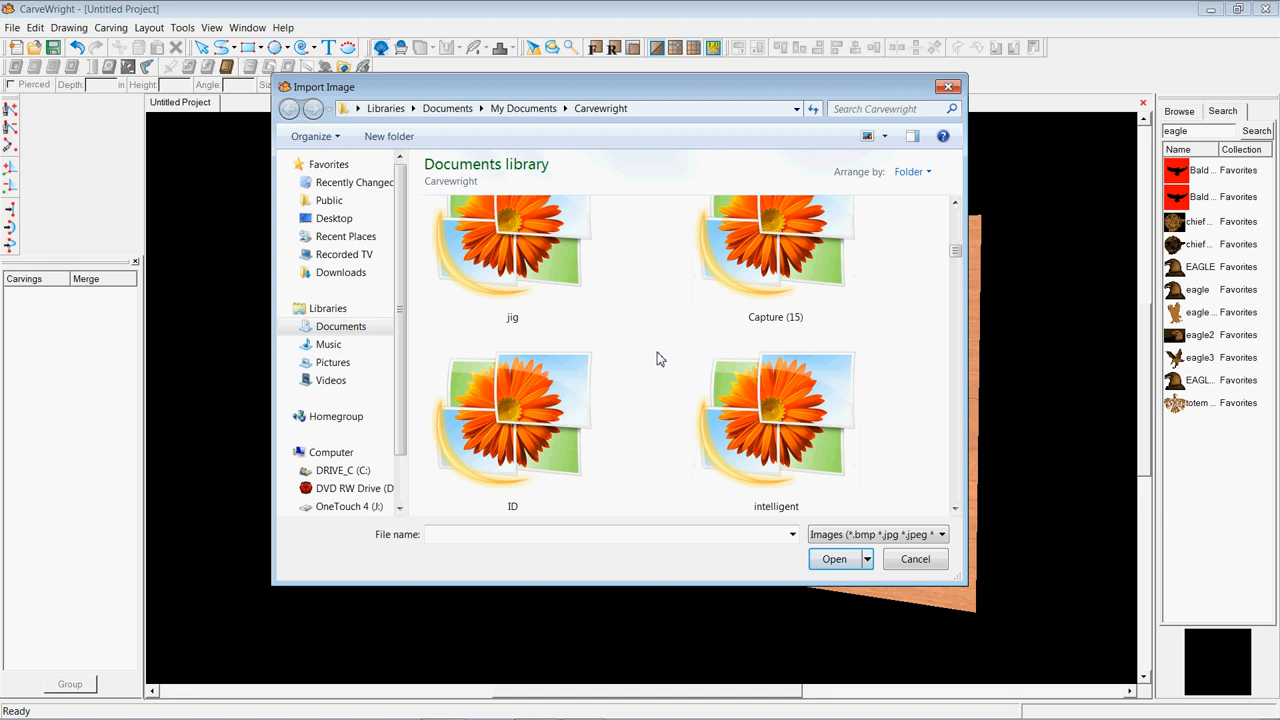 CarveWright - [Untitled Project]
File Edit Drawing Carving Layout Tools View Window Help
Pierced Depth: in Height: Angle:
Untitled Project
Carvings Merge
Group
Ready
Import Image
Libraries Documents My Documents Carvewright
Search Carvewright
Organize New folder
Favorites
Recently Changed
Public
Desktop
Recent Places
Recorded TV
Downloads
Libraries
Documents
Music
Pictures
Videos
Homegroup
Computer
DRIVE_C (C:)
DVD RW Drive (D
OneTouch 4 (J:)
Documents library
Carvewright
Arrange by: Folder
jig
Capture (15)
ID
intelligent
File name:
Images (*.bmp *.jpg *.jpeg *
Open Cancel
Browse Search
eagle Search
Name Collection
Bald ... Favorites
Bald ... Favorites
chief ... Favorites
chief ... Favorites
EAGLE Favorites
eagle Favorites
eagle ... Favorites
eagle2 Favorites
eagle3 Favorites
EAGL... Favorites
totem ... Favorites